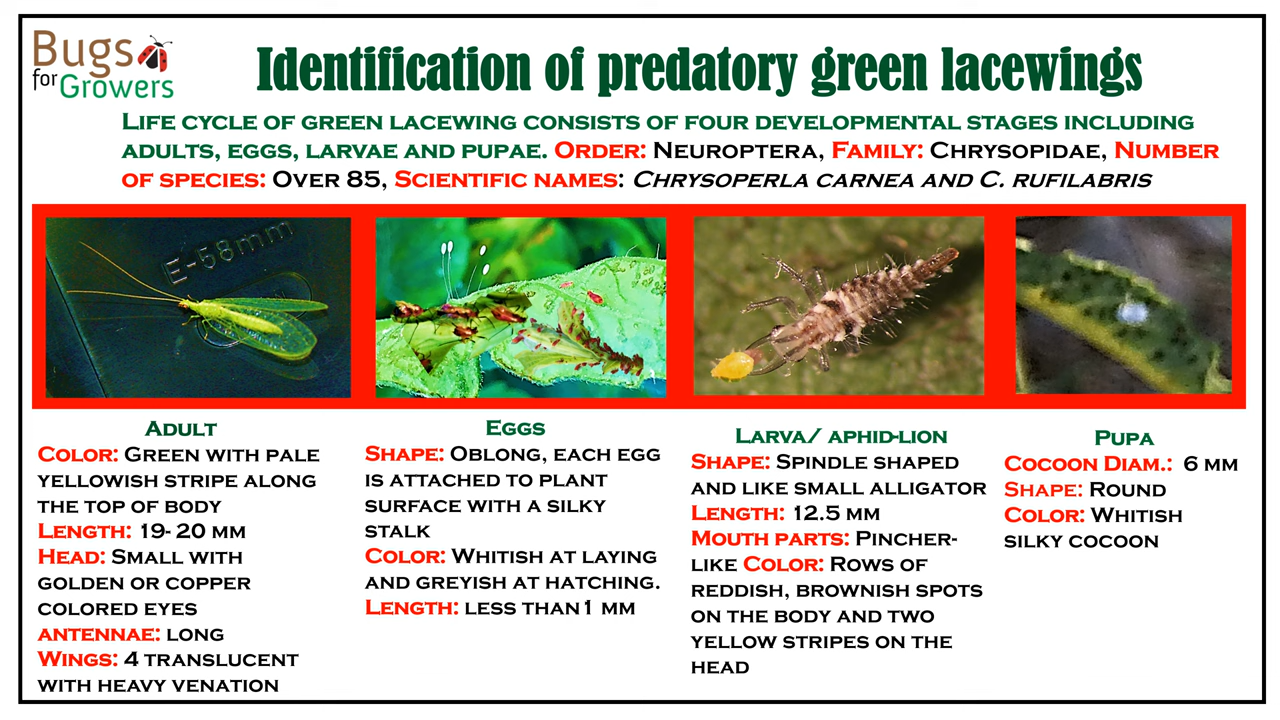 Bugs
for Growers
Identification of predatory green lacewings
LIFE CYCLE OF GREEN LACEWING CONSISTS OF FOUR DEVELOPMENTAL STAGES INCLUDING
ADULTS, EGGS, LARVAE AND PUPAE. ORDER: NEUROPTERA, FAMILY: CHRYSOPIDAE, NUMBER
OF SPECIES: OVER 85, SCIENTIFIC NAMES: CHRYSOPERLA CARNEA AND C. RUFILABRIS
E-58mm
ADULT
COLOR: GREEN WITH PALE
YELLOWISH STRIPE ALONG
THE TOP OF BODY
LENGTH: 19- 20 MM
HEAD: SMALL WITH
GOLDEN OR COPPER
COLORED EYES
ANTENNAE: LONG
WINGS: 4 TRANSLUCENT
WITH HEAVY VENATION
EGGS
SHAPE: OBLONG, EACH EGG
IS ATTACHED TO PLANT
SURFACE WITH A SILKY
STALK
COLOR: WHITISH AT LAYING
AND GREYISH AT HATCHING.
LENGTH: LESS THAN 1 MM
LARVA/ APHID-LION
SHAPE: SPINDLE SHAPED
AND LIKE SMALL ALLIGATOR
LENGTH: 12.5 MM
MOUTH PARTS: PINCHER-
LIKE COLOR: ROWS OF
REDDISH, BROWNISH SPOTS
ON THE BODY AND TWO
YELLOW STRIPES ON THE
HEAD
PUPA
COCOON DIAM.: 6 MM
SHAPE: ROUND
COLOR: WHITISH
SILKY COCOON